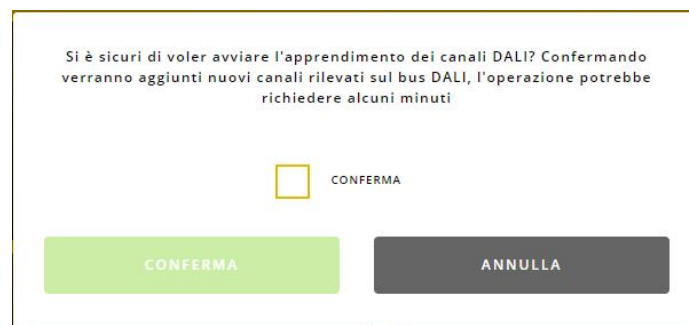 Si è sicuri di voler avviare l'apprendimento dei canali DALI? Confermando
verranno aggiunti nuovi canali rilevati sul bus DALI, l'operazione potrebbe
richiedere alcuni minuti
CONFERMA
CONFERMA
ANNULLA